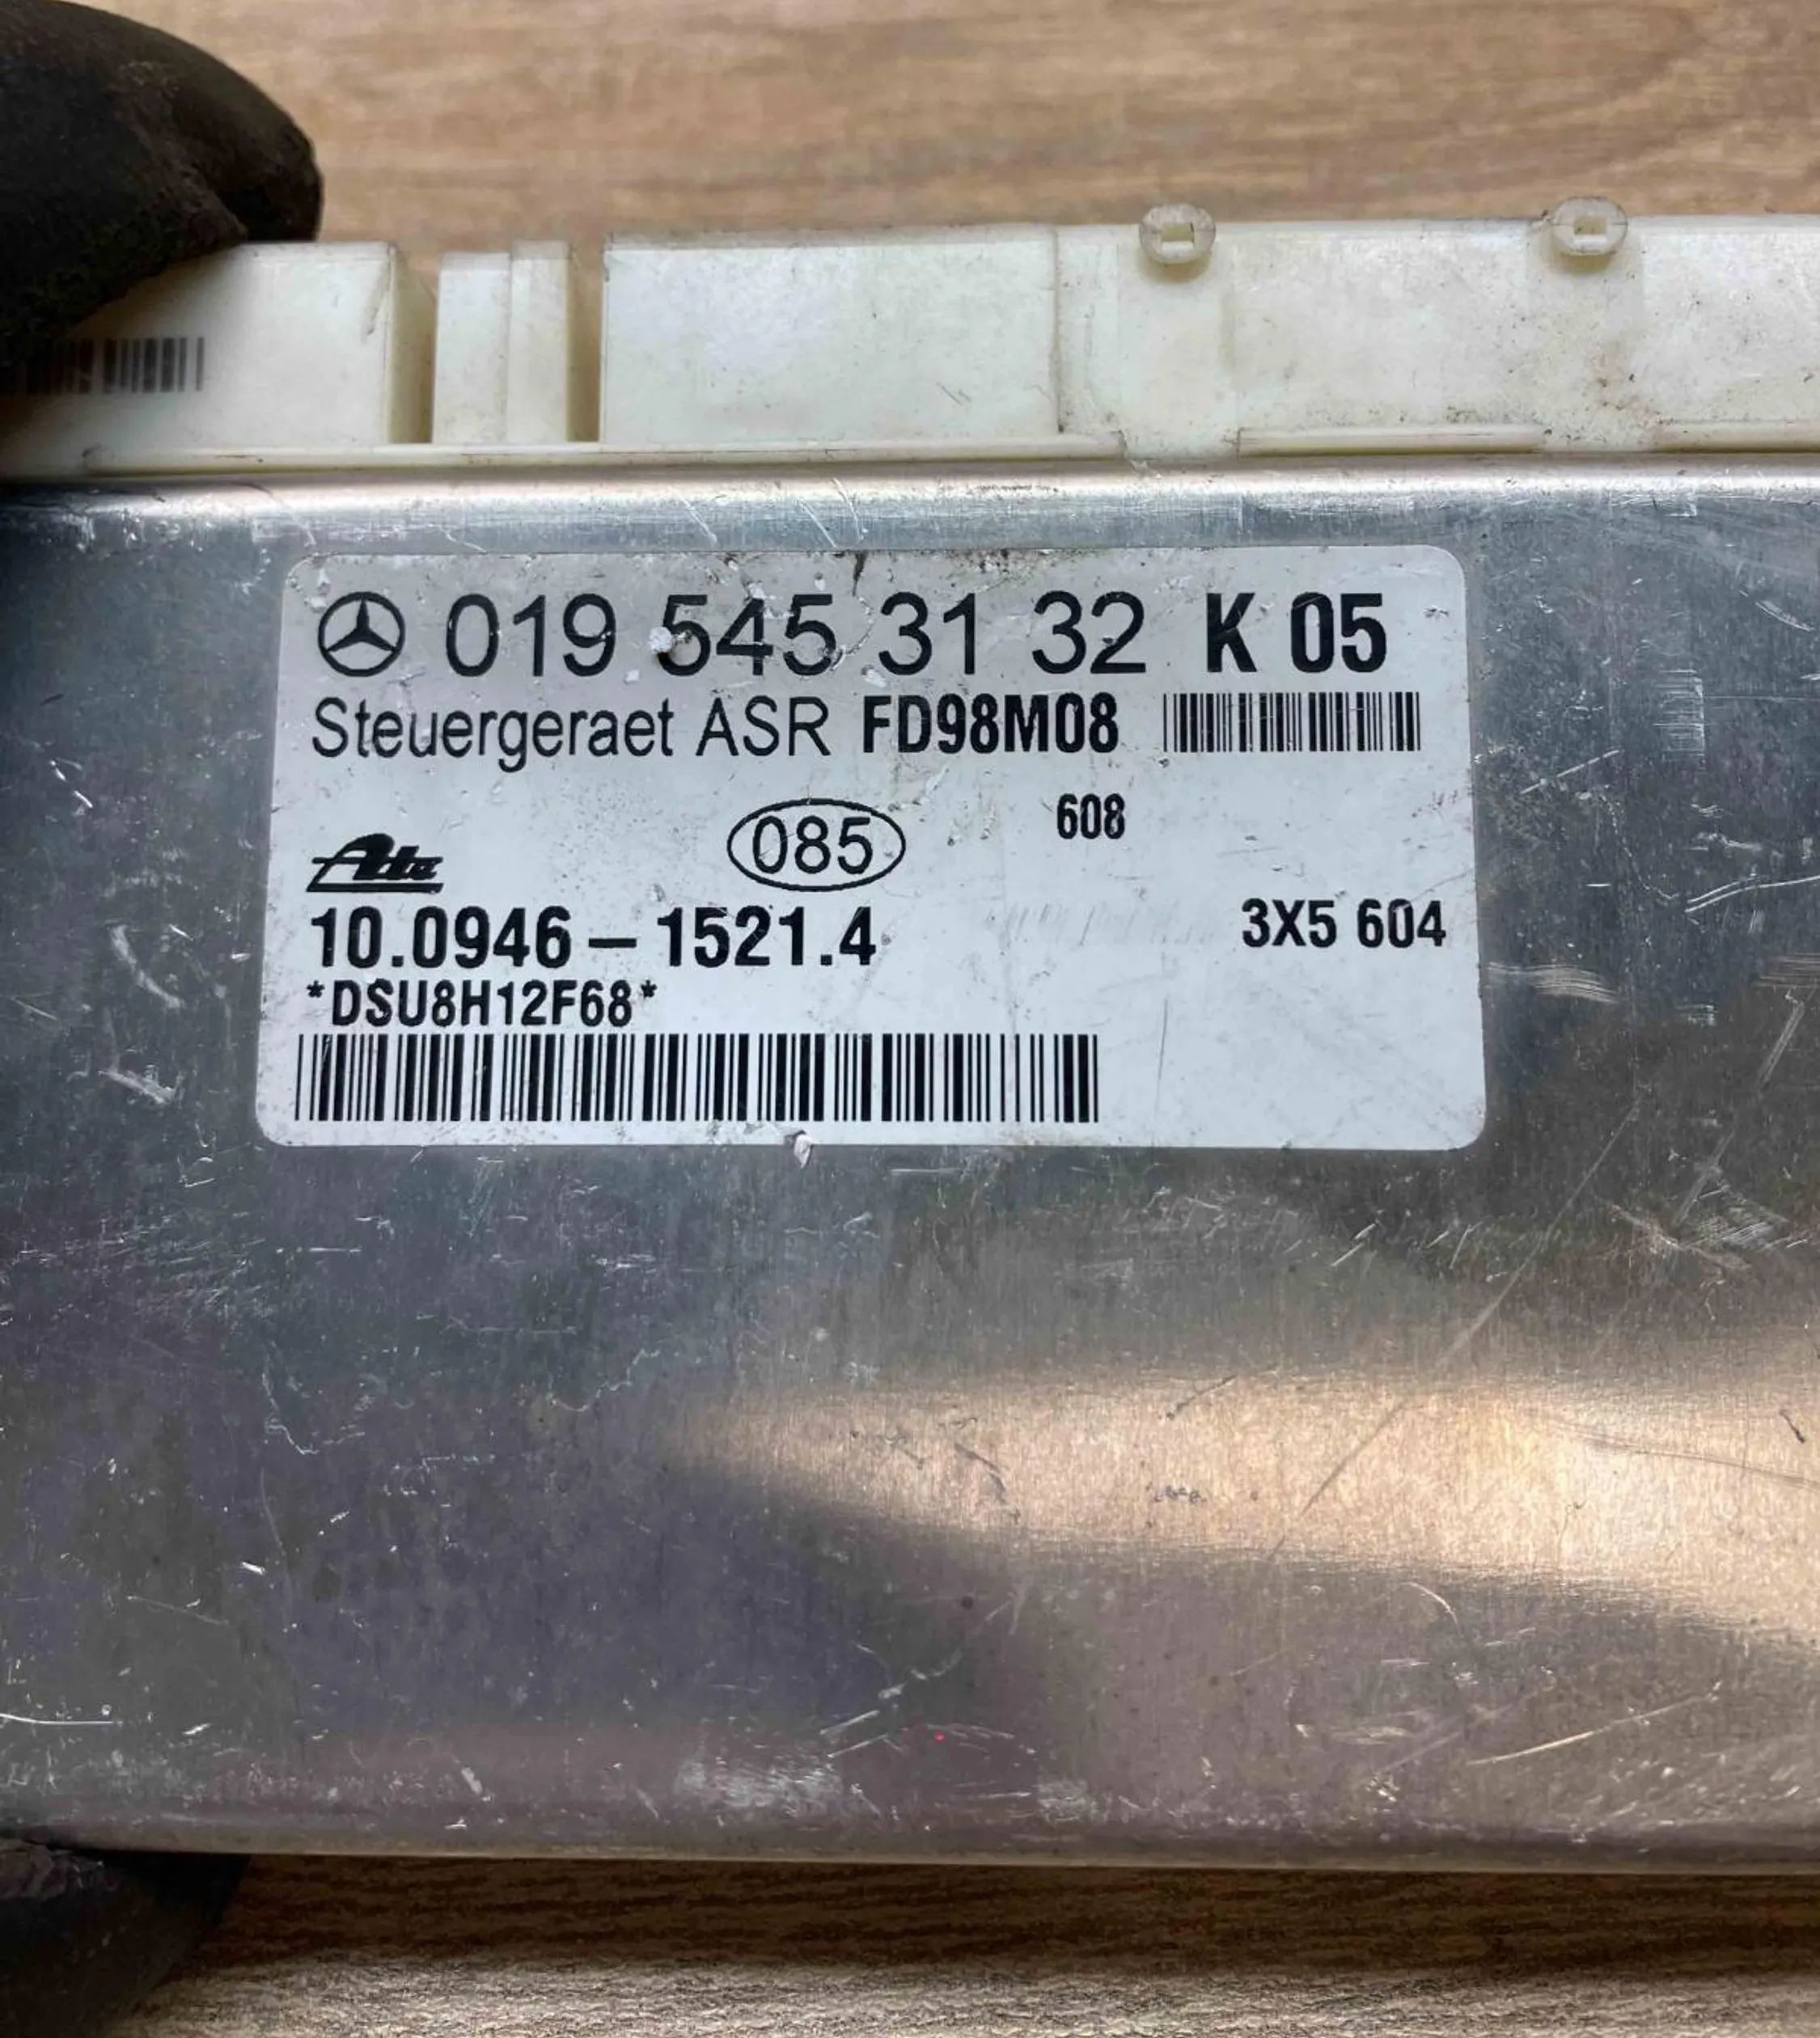 019 545 31 32 K 05
Steuergeraet ASR FD98M08
608
Ate 085
10.0946-1521.4 3X5 604
*DSU8H12F68*